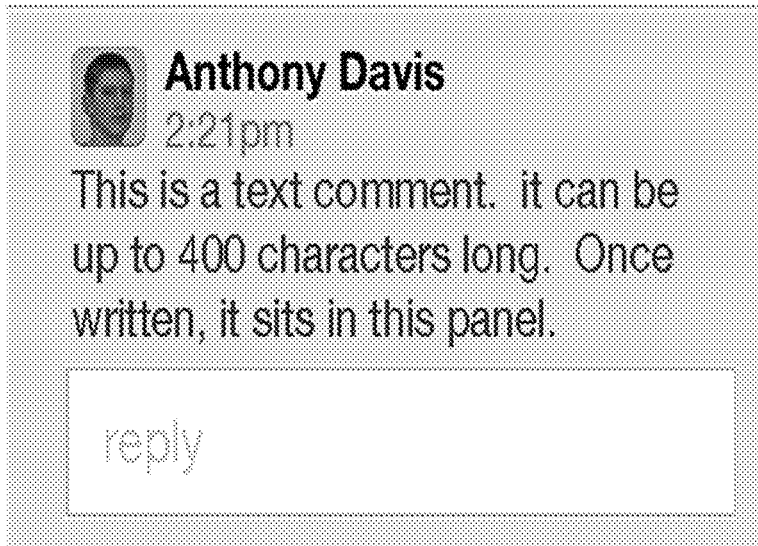 Anthony Davis
2:21pm
This is a text comment.  it can be
up to 400 characters long.  Once
written, it sits in this panel.
reply